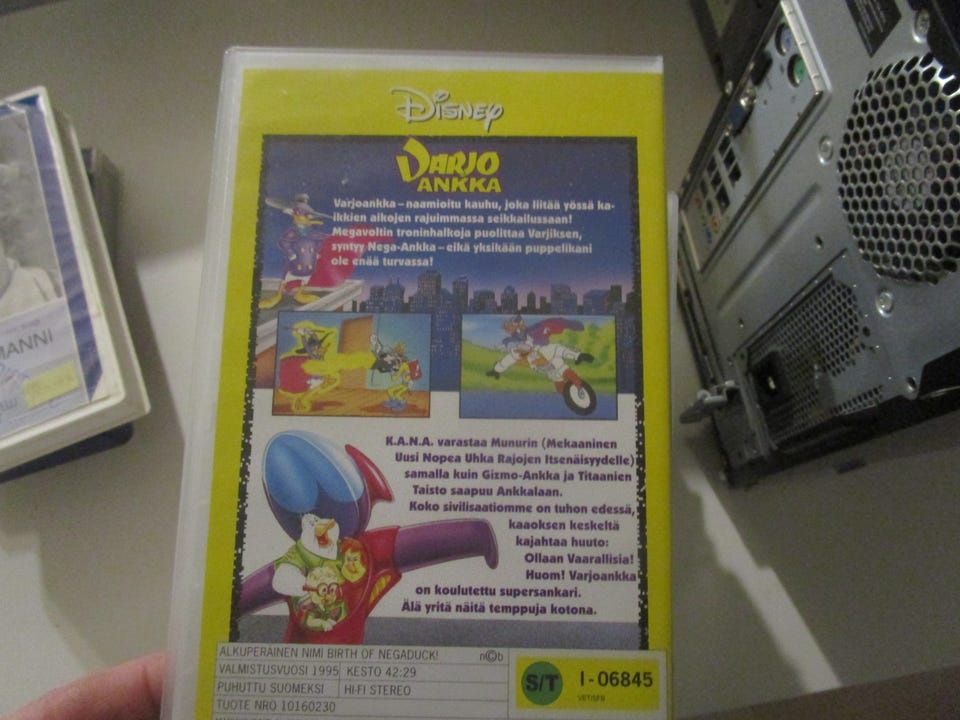 Disney
VARJO
ANKKA
Varjoankka – naamioitu kauhu, joka liitää yössä ka-
ikkien aikojen rajuimmassa seikkailussaan!
Megavoltin troninhalkoja puolittaa Varjiksen,
syntyy Nega-Ankka – eikä yksikään puppelikani
ole enää turvassa!
K.A.N.A. varastaa Munurin (Mekaaninen
Uusi Nopea Uhka Rajojen Itsenäisyydelle)
samalla kuin Gizmo-Ankka ja Titaanien
Taisto saapuu Ankkalaan.
Koko sivilisaatiomme on tuhon edessä,
kaaoksen keskeltä
kajahtaa huuto:
Ollaan Vaarallisia!
Huom! Varjoankka
on koulutettu supersankari.
Älä yritä näitä temppuja kotona.
ALKUPERÄINEN NIMI BIRTH OF NEGADUCK!
n©b
VALMISTUSVUOSI 1995 KESTO 42:29
PUHUTTU SUOMEKSI HI-FI STEREO
TUOTE NRO 10160230
S/T
I-06845
VET/SFB
MANNI